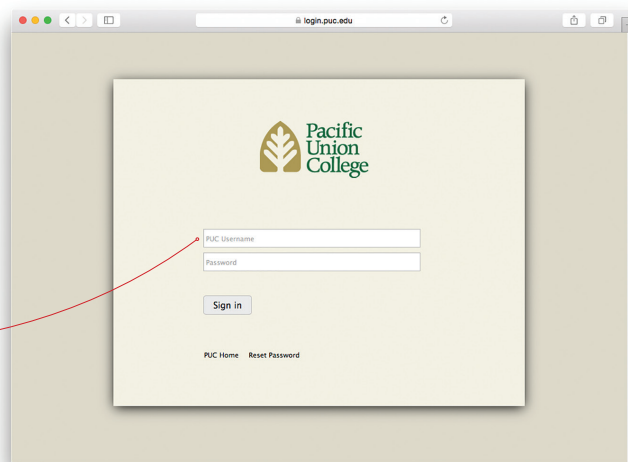 login.puc.edu
Pacific
Union
College
PUC Username
Password
Sign in
PUC Home Reset Password